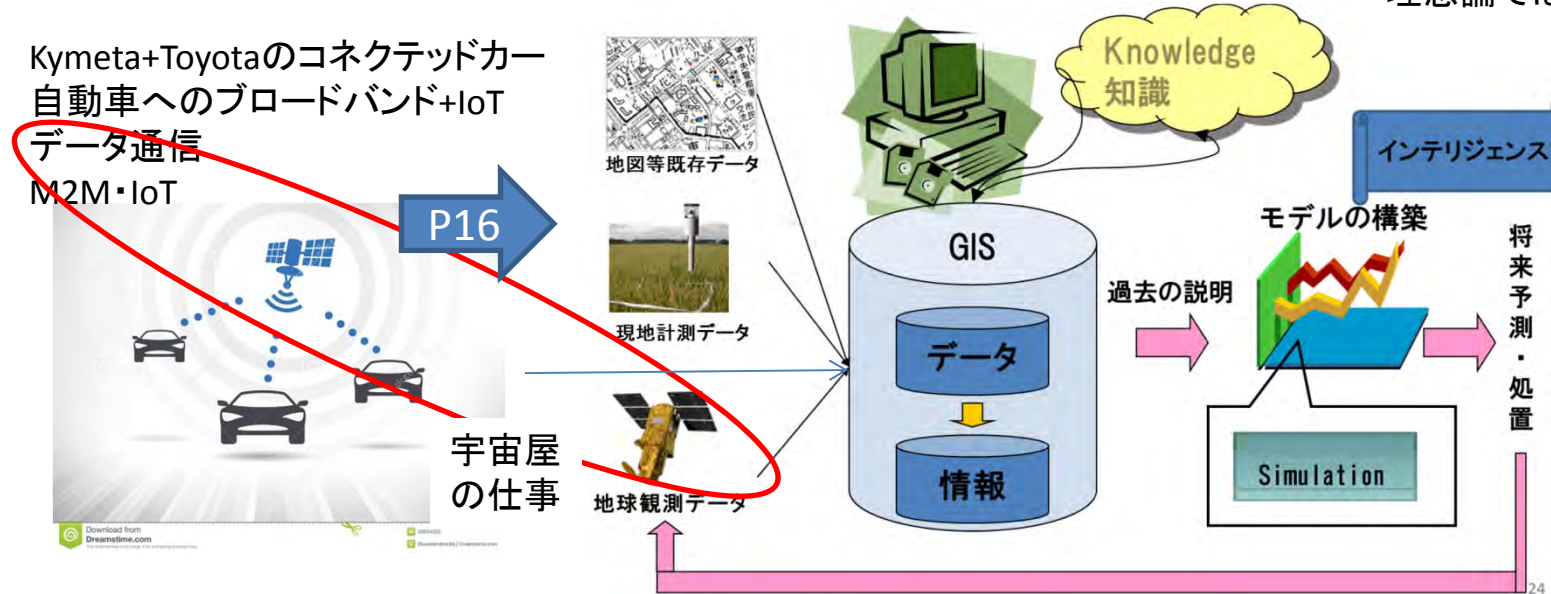 Kymeta+Toyotaのコネクテッドカー
自動車へのブロードバンド+IoT
データ通信
M2M・IoT
P16
宇宙屋
の仕事
Download from
Dreamstime.com
地図等既存データ
現地計測データ
地球観測データ
Knowledge
知識
GIS
データ
情報
過去の説明
インテリジェンス
モデルの構築
Simulation
将来予測・処置
24